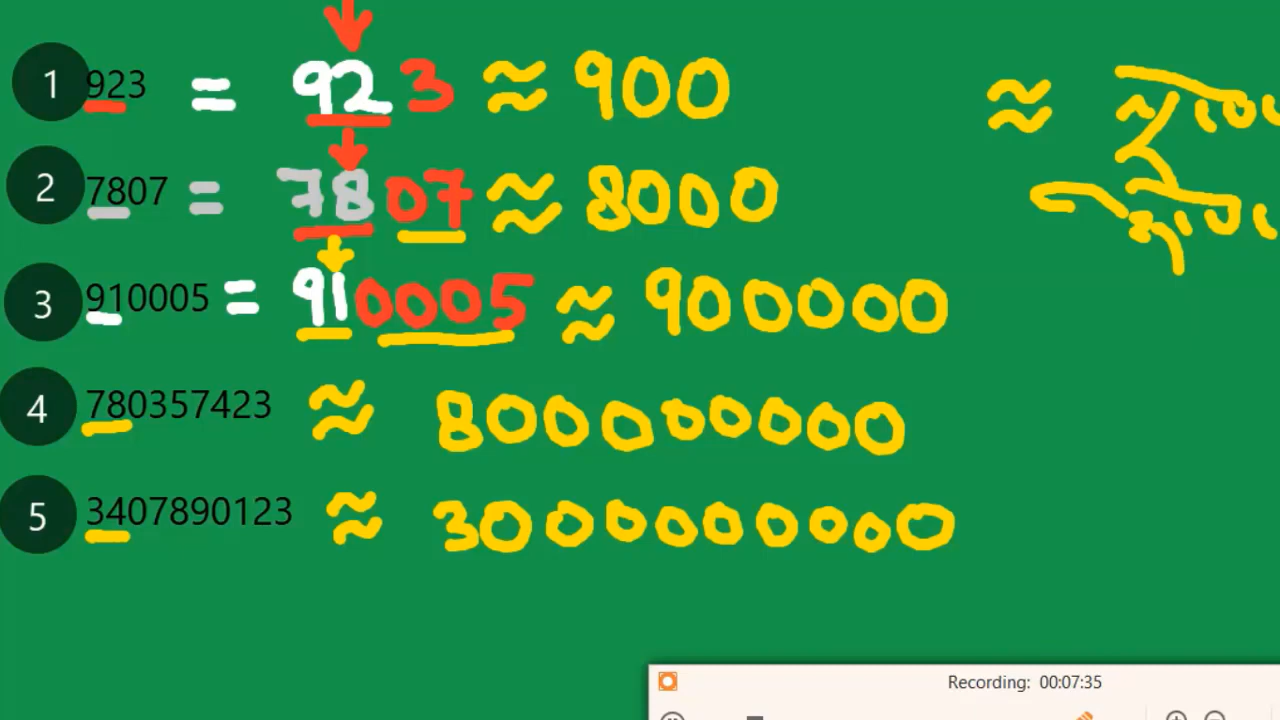 1 923 = 923 ≈ 900 ≈
2 7807 = 7807 ≈ 8000
3 910005 = 910005 ≈ 900000
4 780357423 ≈ 800000000
5 3407890123 ≈ 3000000000
Recording: 00:07:35